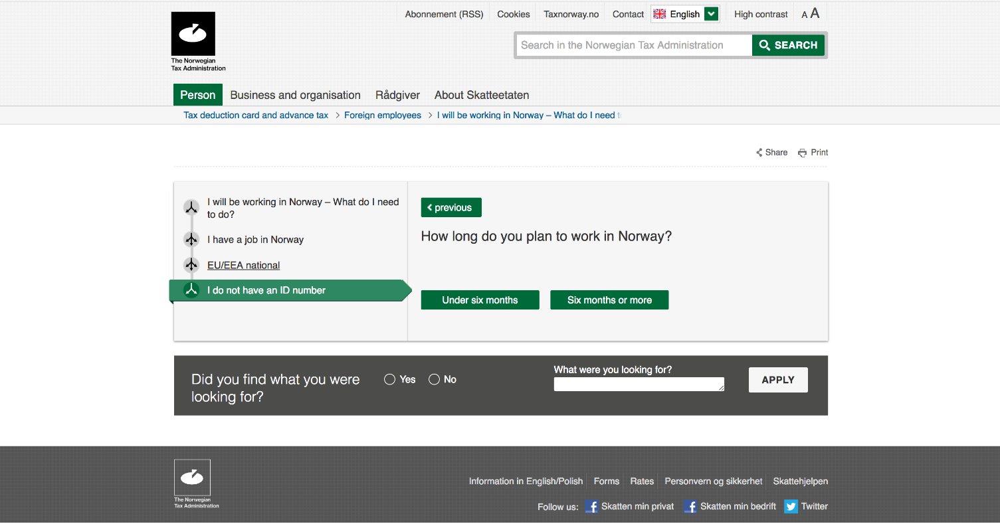 Abonnement (RSS) Cookies Taxnorway.no Contact English High contrast A A
The Norwegian
Tax Administration
Search in the Norwegian Tax Administration SEARCH
Person Business and organisation Rådgiver About Skatteetaten
Tax deduction card and advance tax > Foreign employees > I will be working in Norway – What do I need
Share Print
I will be working in Norway – What do I need
to do?
I have a job in Norway
EU/EEA national
I do not have an ID number
previous
How long do you plan to work in Norway?
Under six months Six months or more
Did you find what you were
looking for?
Yes No
What were you looking for?
APPLY
The Norwegian
Tax Administration
Information in English/Polish Forms Rates Personvern og sikkerhet Skattehjelpen
Follow us: Skatten min privat Skatten min bedrift Twitter